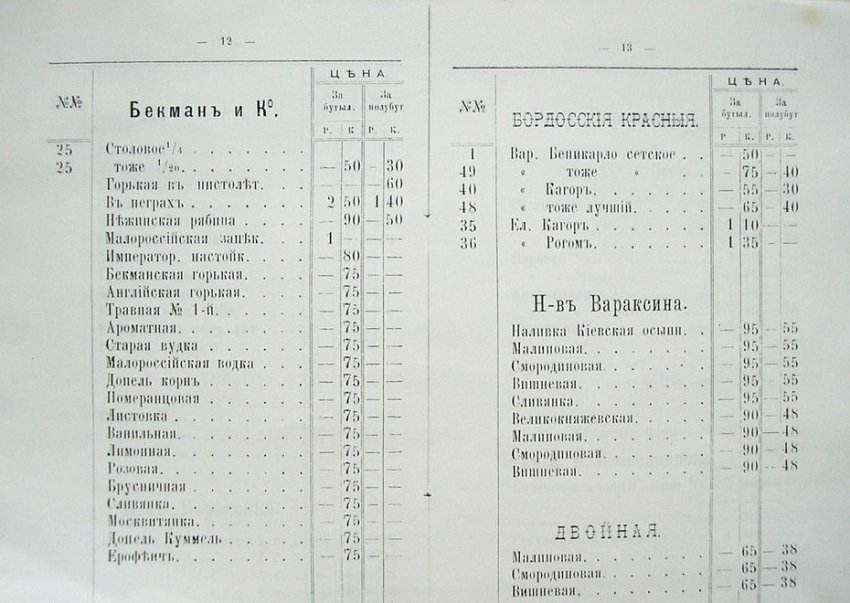 — 12 —
ЦѢНА.
№№
Бекманъ и Кº.
За бутыл.
За полубут
Р. К. Р. К.
25 Столовое 1/4 . . . . . . .
25 тоже 1/20. . . . . . — 50 — 30
Горькая въ пистолѣт. . . . — — — 60
Въ неграхъ . . . . . . . 2 50 1 40
Нѣжинская рябина . . . . — 90 — 50
Малороссійская запѣк. . . . 1 — — —
Император. настойк. . . . . — 80 — —
Бекманская горькая. . . . . — 75 — —
Англійская горькая. . . . . — 75 — —
Травная № 1-й. . . . . . — 75 — —
Ароматная. . . . . . . . — 75 — —
Старая вудка . . . . . . — 75 — —
Малороссійская водка . . . — 75 — —
Допель корнъ . . . . . . — 75 — —
Померанцовая . . . . . . — 75 — —
Листовка . . . . . . . . — 75 — —
Ванильная. . . . . . . . — 75 — —
Лимонная. . . . . . . . — 75 — —
Розовая. . . . . . . . . — 75 — —
Брусничная . . . . . . . — 75 — —
Сливянка. . . . . . . . — 75 — —
Москвитянка. . . . . . . — 75 — —
Допель Куммель . . . . . — 75 — —
Ерофѣичъ. . . . . . . . — 75 — —
— 13 —
ЦѢНА.
№№
БОРДОССКІЯ КРАСНЫЯ.
За бутыл.
За полубут
Р К. Р. К.
1 Вар. Беникарло сетское . . — 50 — —
49 « тоже « . . — 75 — 40
40 « Кагоръ. . . . . — 55 — 30
48 « тоже лучшій. . . . — 65 — 40
35 Ел. Кагоръ. . . . . . . 1 10 — —
36 « Рогомъ. . . . . . . 1 35 — —
Н-въ Вараксина.
Наливка Кіевская осыпн. . . — 95 — 55
Малиновая. . . . . . . . — 95 — 55
Смородиновая. . . . . . . — 95 — 55
Вишневая. . . . . . . . — 95 — 55
Сливянка. . . . . . . . — 95 — 55
Великокняжевская. . . . . — 90 — 48
Малиновая. . . . . . . . — 90 — 48
Смородиновая. . . . . . . — 90 — 48
Вишневая. . . . . . . . — 90 — 48
ДВОЙНАЯ.
Малиновая. . . . . . . . — 65 — 38
Смородиновая. . . . . . . — 65 — 38
Вишневая. . . . . . . . — 65 — 38